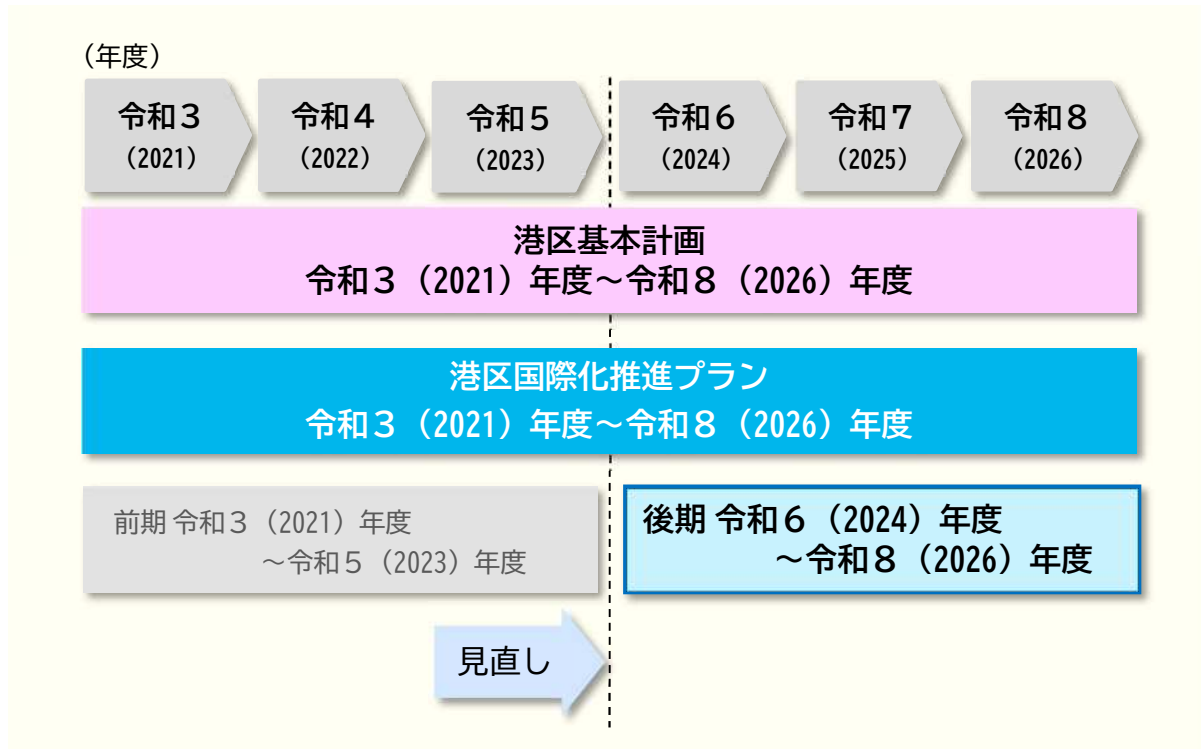 （年度）
令和３
（2021）
令和４
（2022）
令和５
（2023）
令和６
（2024）
令和７
（2025）
令和８
（2026）
港区基本計画
令和３（2021）年度～令和８（2026）年度
港区国際化推進プラン
令和３（2021）年度～令和８（2026）年度
前期 令和３（2021）年度
～令和５（2023）年度
後期 令和６（2024）年度
～令和８（2026）年度
見直し